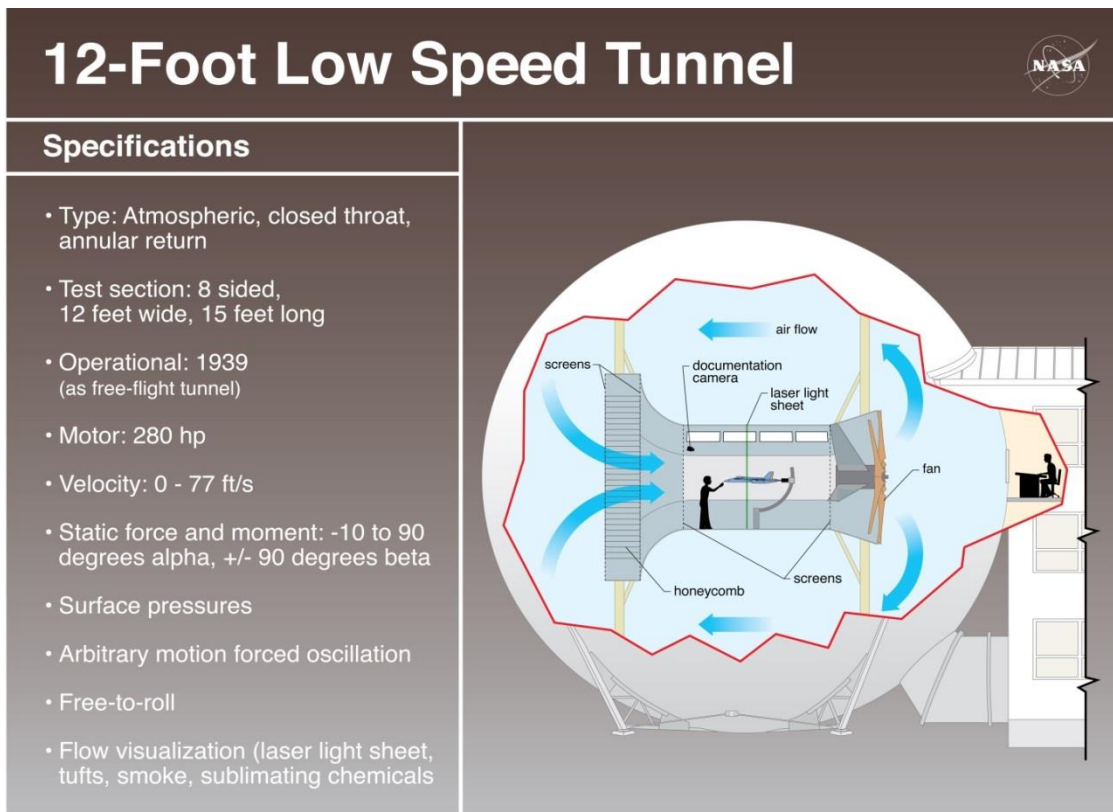 12-Foot Low Speed Tunnel
NASA
Specifications
• Type: Atmospheric, closed throat,
annular return
• Test section: 8 sided,
12 feet wide, 15 feet long
• Operational: 1939
(as free-flight tunnel)
• Motor: 280 hp
• Velocity: 0 - 77 ft/s
• Static force and moment: -10 to 90
degrees alpha, +/- 90 degrees beta
• Surface pressures
• Arbitrary motion forced oscillation
• Free-to-roll
• Flow visualization (laser light sheet,
tufts, smoke, sublimating chemicals
air flow
screens
documentation
camera
laser light
sheet
fan
screens
honeycomb